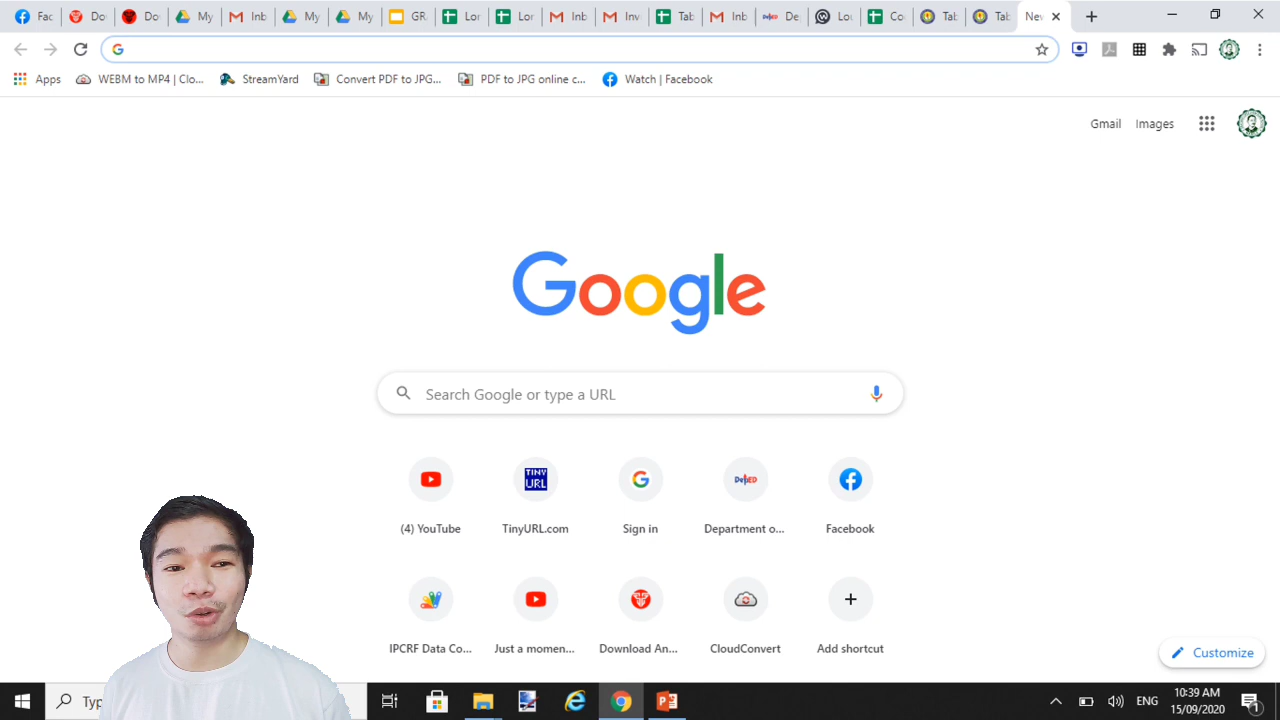 Fac
Do
Do
My
Inb
My
My
GR
Lor
Lor
Inb
Inv
Tab
Inb
De
Lou
Co
Tab
Tab
Nev
Apps
WEBM to MP4 | Clo...
StreamYard
Convert PDF to JPG...
PDF to JPG online c...
Watch | Facebook
Gmail
Images
Google
Search Google or type a URL
(4) YouTube
TINY
URL
TinyURL.com
Sign in
DepED
Department o...
Facebook
IPCRF Data Co...
Just a momen...
Download An...
CloudConvert
Add shortcut
Customize
Typ
ENG
10:39 AM
15/09/2020
1